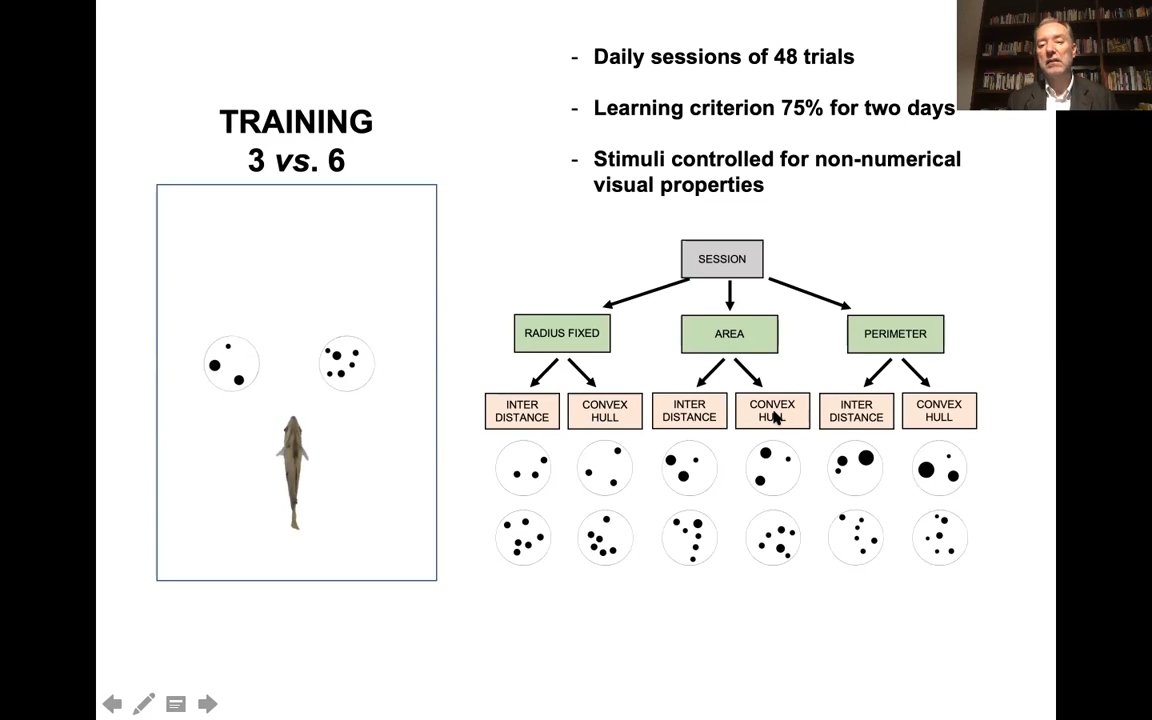 - Daily sessions of 48 trials
- Learning criterion 75% for two days
- Stimuli controlled for non-numerical
visual properties
TRAINING
3 vs. 6
SESSION
RADIUS FIXED
AREA
PERIMETER
INTER
DISTANCE
CONVEX
HULL
INTER
DISTANCE
CONVEX
HULL
INTER
DISTANCE
CONVEX
HULL